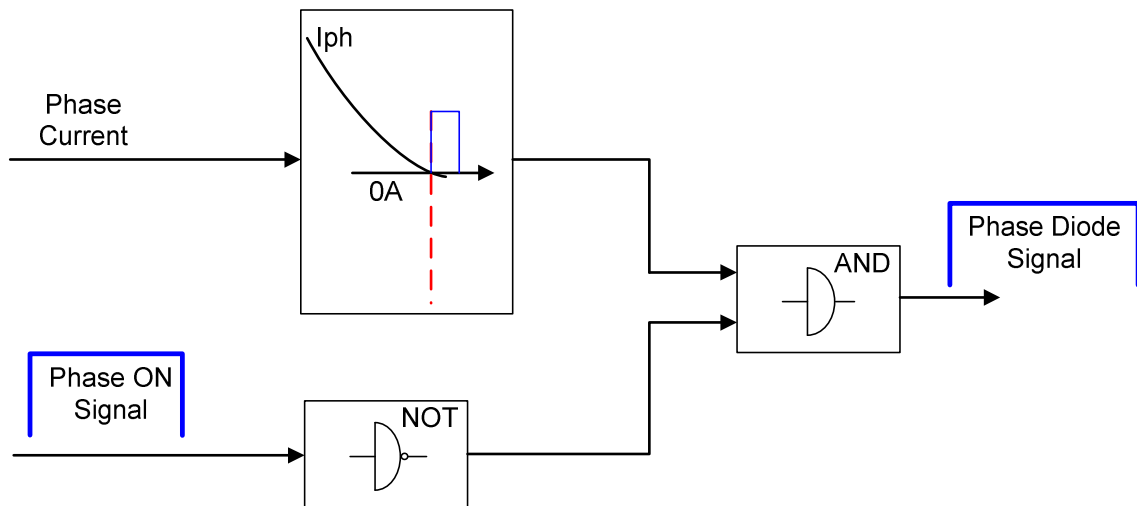 Iph
Phase
Current
0A
AND
Phase Diode
Signal
Phase ON
Signal
NOT